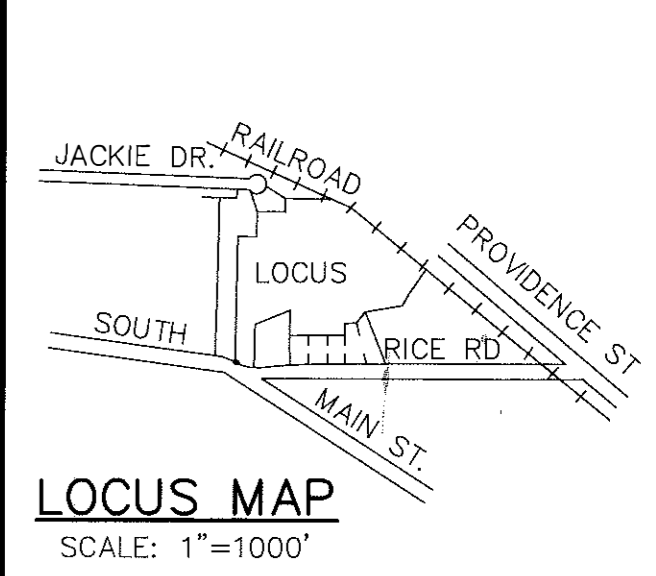 JACKIE DR.
RAILROAD
PROVIDENCE ST
LOCUS
SOUTH
RICE RD
MAIN ST.
LOCUS MAP
SCALE: 1"=1000'